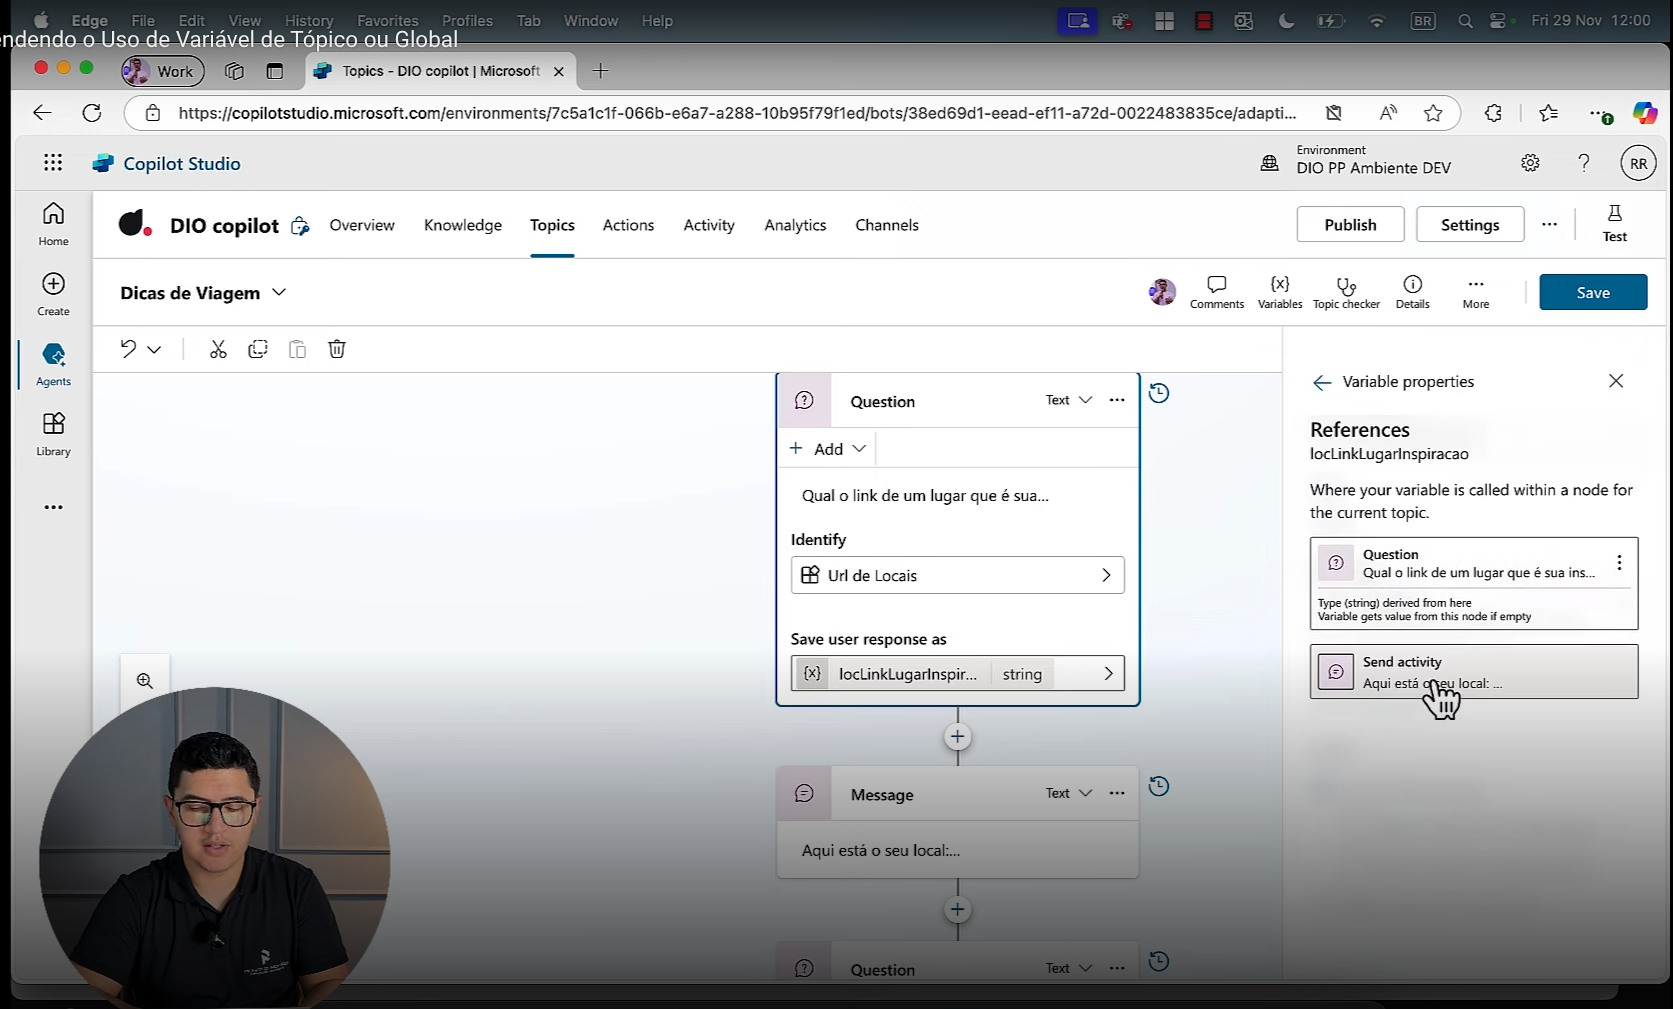 Edge File Edit View History Favorites Profiles Tab Window Help BR Fri 29 Nov 12:00
endendo o Uso de Variável de Tópico ou Global
Work Topics - DIO copilot | Microsoft
https://copilotstudio.microsoft.com/environments/7c5a1c1f-066b-e6a7-a288-10b95f79f1ed/bots/38ed69d1-eead-ef11-a72d-0022483835ce/adapti...
Copilot Studio
Environment
DIO PP Ambiente DEV
RR
Home
Create
Agents
Library
DIO copilot Overview Knowledge Topics Actions Activity Analytics Channels Publish Settings ... Test
Dicas de Viagem
Comments {x} Variables Topic checker Details More Save
Question Text
+ Add
Qual o link de um lugar que é sua...
Identify
Url de Locais
Save user response as
{x} locLinkLugarInspir... string
Message Text
Aqui está o seu local:...
Question Text
Variable properties
References
locLinkLugarInspiracao
Where your variable is called within a node for
the current topic.
Question
Qual o link de um lugar que é sua ins...
Type (string) derived from here
Variable gets value from this node if empty
Send activity
Aqui está o seu local: ...